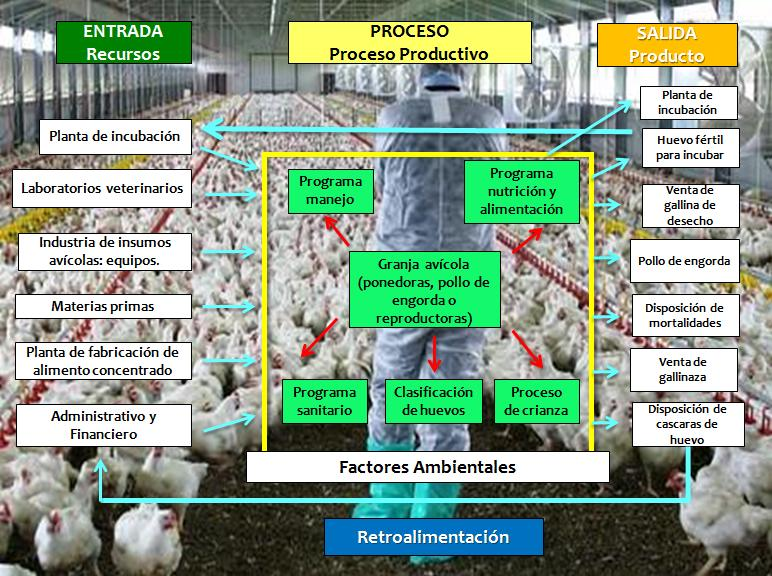 ENTRADA
Recursos
PROCESO
Proceso Productivo
SALIDA
Producto
Planta de incubación
Laboratorios veterinarios
Industria de insumos
avícolas: equipos.
Materias primas
Planta de fabricación de
alimento concentrado
Administrativo y
Financiero
Programa
manejo
Programa
nutrición y
alimentación
Granja avícola
(ponedoras, pollo de
engorda o
reproductoras)
Programa
sanitario
Clasificación
de huevos
Proceso
de crianza
Factores Ambientales
Planta de
incubación
Huevo fértil
para incubar
Venta de
gallina de
desecho
Pollo de engorda
Disposición de
mortalidades
Venta de
gallinaza
Disposición de
cascaras de
huevo
Retroalimentación